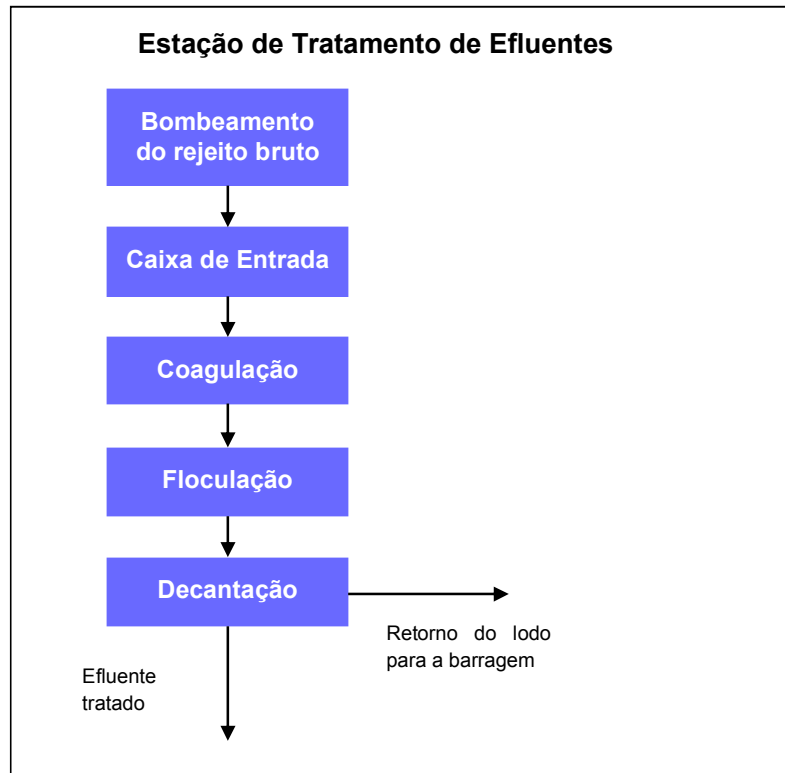 Estação de Tratamento de Efluentes
Bombeamento
do rejeito bruto
Caixa de Entrada
Coagulação
Floculação
Decantação
Retorno do lodo
para a barragem
Efluente
tratado